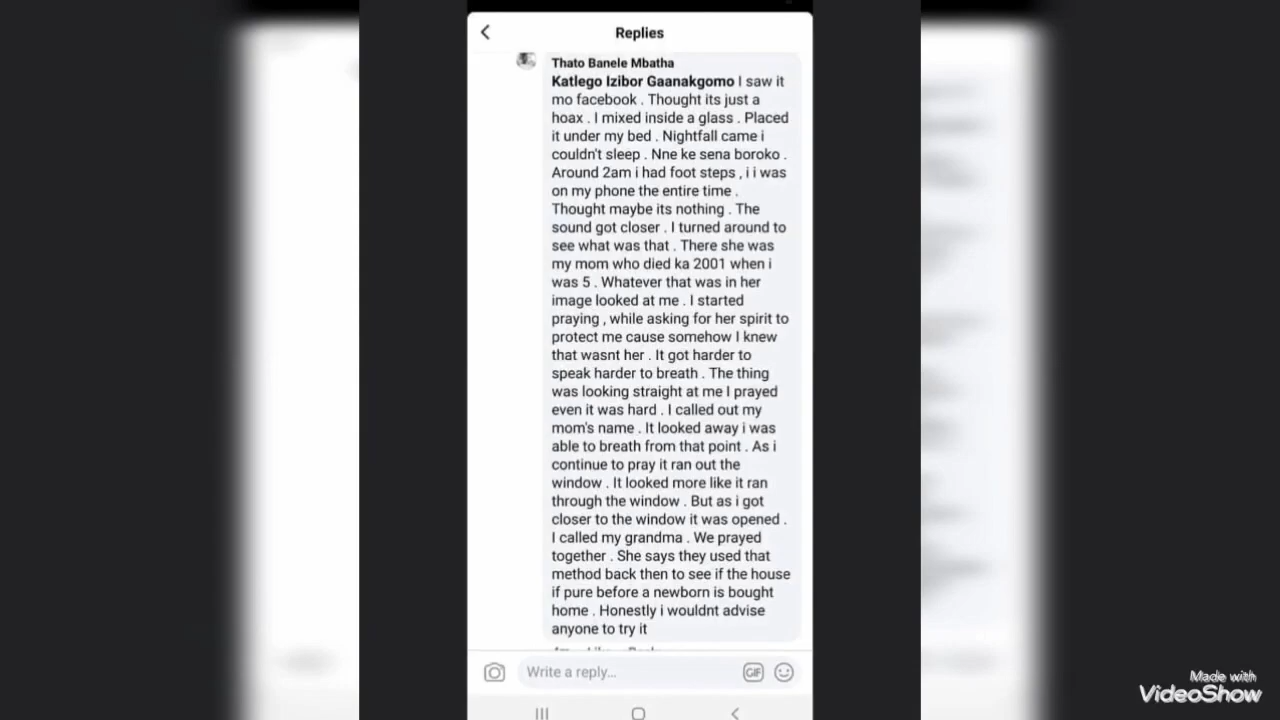 Replies
Thato Banele Mbatha
Katlego Izibor Gaanakgomo I saw it
mo facebook . Thought its just a
hoax . I mixed inside a glass . Placed
it under my bed . Nightfall came i
couldn't sleep . Nne ke sena boroko .
Around 2am i had foot steps , i i was
on my phone the entire time .
Thought maybe its nothing . The
sound got closer . I turned around to
see what was that . There she was
my mom who died ka 2001 when i
was 5 . Whatever that was in her
image looked at me . I started
praying , while asking for her spirit to
protect me cause somehow I knew
that wasnt her . It got harder to
speak harder to breath . The thing
was looking straight at me I prayed
even it was hard . I called out my
mom's name . It looked away i was
able to breath from that point . As i
continue to pray it ran out the
window . It looked more like it ran
through the window . But as i got
closer to the window it was opened .
I called my grandma . We prayed
together . She says they used that
method back then to see if the house
if pure before a newborn is bought
home . Honestly i wouldnt advise
anyone to try it
Write a reply...
GIF
Made with
VideoShow